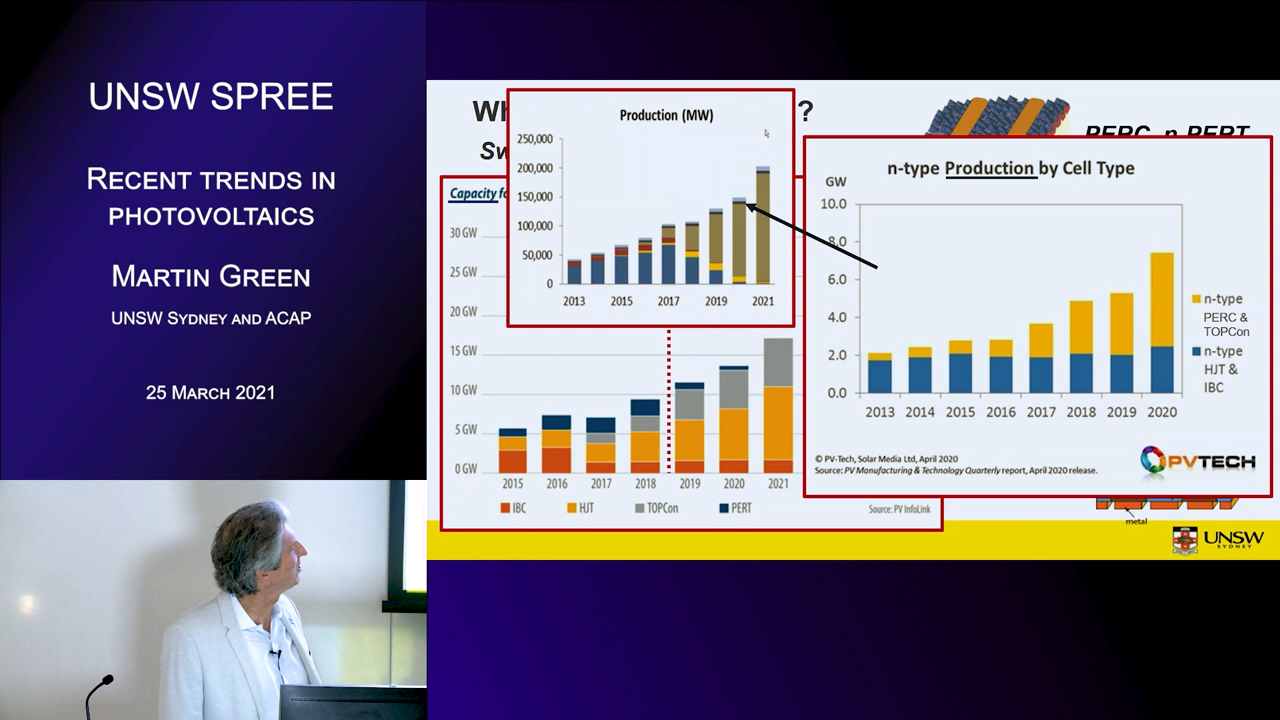 UNSW SPREE
RECENT TRENDS IN
PHOTOVOLTAICS
MARTIN GREEN
UNSW SYDNEY AND ACAP
25 MARCH 2021
Wh
?
Sw
PERC, n-PERT
Capacity fo
30 GW
25 GW
20 GW
15 GW
10 GW
5 GW
0 GW
2015 2016 2017 2018 2019 2020 2021
IBC HJT TOPCon PERT
Source: PV InfoLink
Production (MW)
250,000
200,000
150,000
100,000
50,000
0
2013 2015 2017 2019 2021
n-type Production by Cell Type
GW
10.0
8.0
6.0
4.0
2.0
0.0
2013 2014 2015 2016 2017 2018 2019 2020
n-type
PERC &
TOPCon
n-type
HJT &
IBC
© PV-Tech, Solar Media Ltd, April 2020
Source: PV Manufacturing & Technology Quarterly report, April 2020 release.
PVTECH
metal
UNSW
SYDNEY